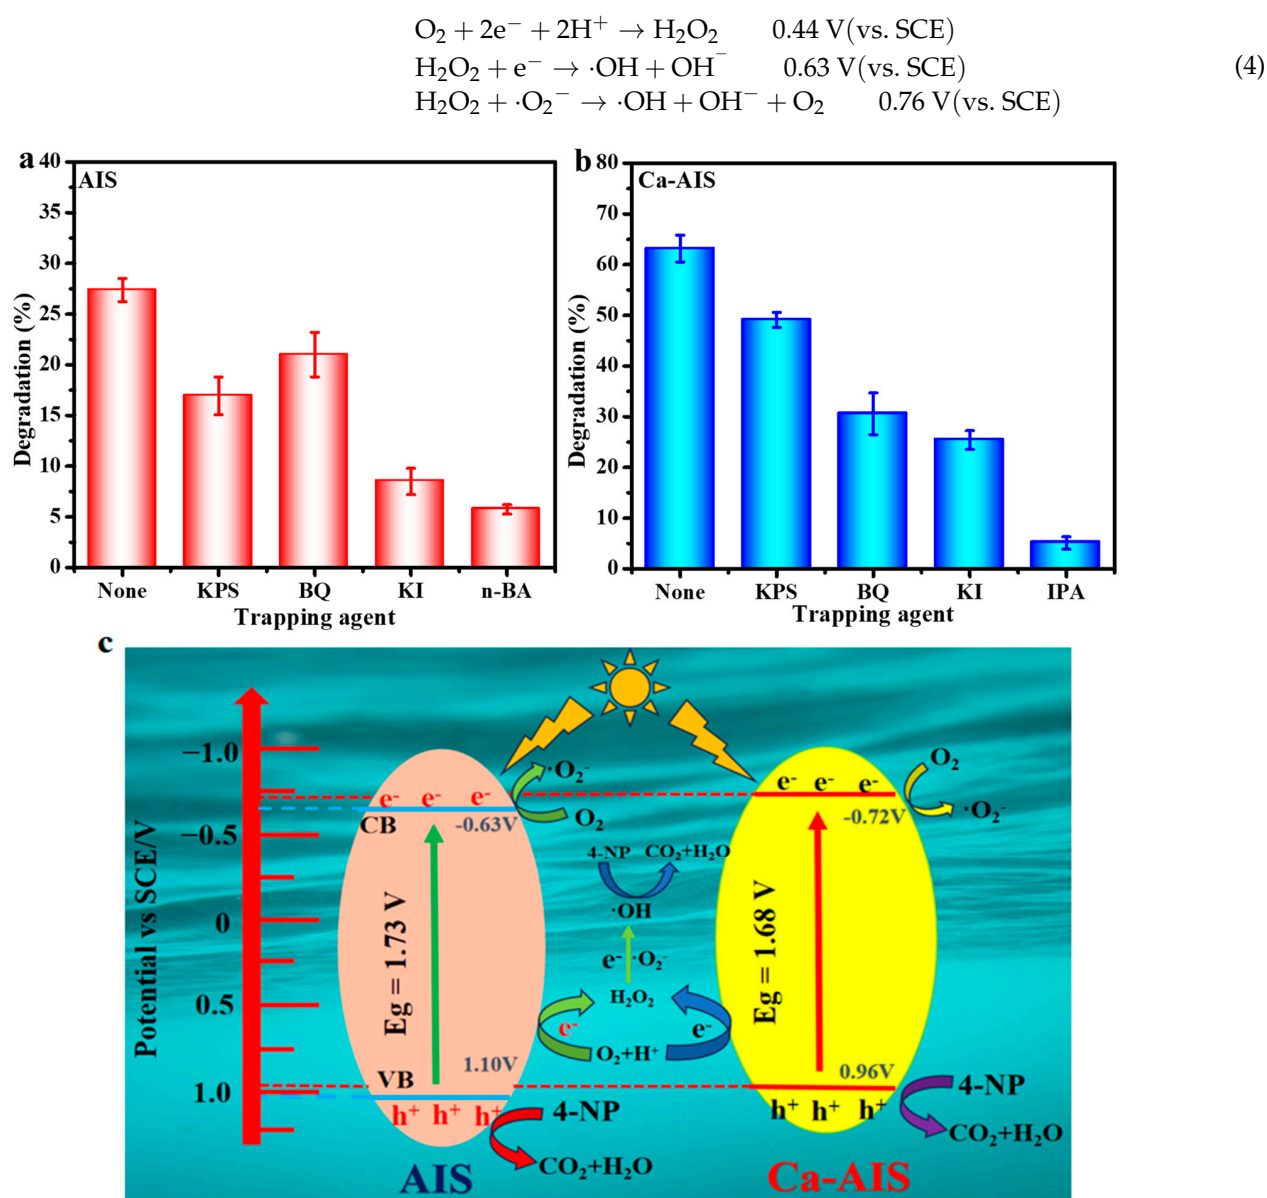 O₂ + 2e⁻ + 2H⁺ → H₂O₂ 0.44 V(vs. SCE)
H₂O₂ + e⁻ → ·OH + OH⁻ 0.63 V(vs. SCE) (4)
H₂O₂ + ·O₂⁻ → ·OH + OH⁻ + O₂ 0.76 V(vs. SCE)
a
AIS
Degradation (%)
40
35
30
25
20
15
10
5
0
None KPS BQ KI n-BA
Trapping agent
b
Ca-AIS
Degradation (%)
80
70
60
50
40
30
20
10
0
None KPS BQ KI IPA
Trapping agent
c
Potential vs SCE/V
−1.0
−0.5
0
0.5
1.0
e⁻ e⁻ e⁻
CB
-0.63V
Eg = 1.73 V
1.10V
VB
h⁺ h⁺ h⁺
AIS
·O₂⁻
O₂
4-NP
CO₂+H₂O
4-NP CO₂+H₂O
·OH
e⁻ ·O₂⁻
H₂O₂
e⁻ e⁻
O₂+H⁺
e⁻ e⁻ e⁻
-0.72V
Eg = 1.68 V
0.96V
h⁺ h⁺ h⁺
Ca-AIS
O₂
·O₂⁻
4-NP
CO₂+H₂O